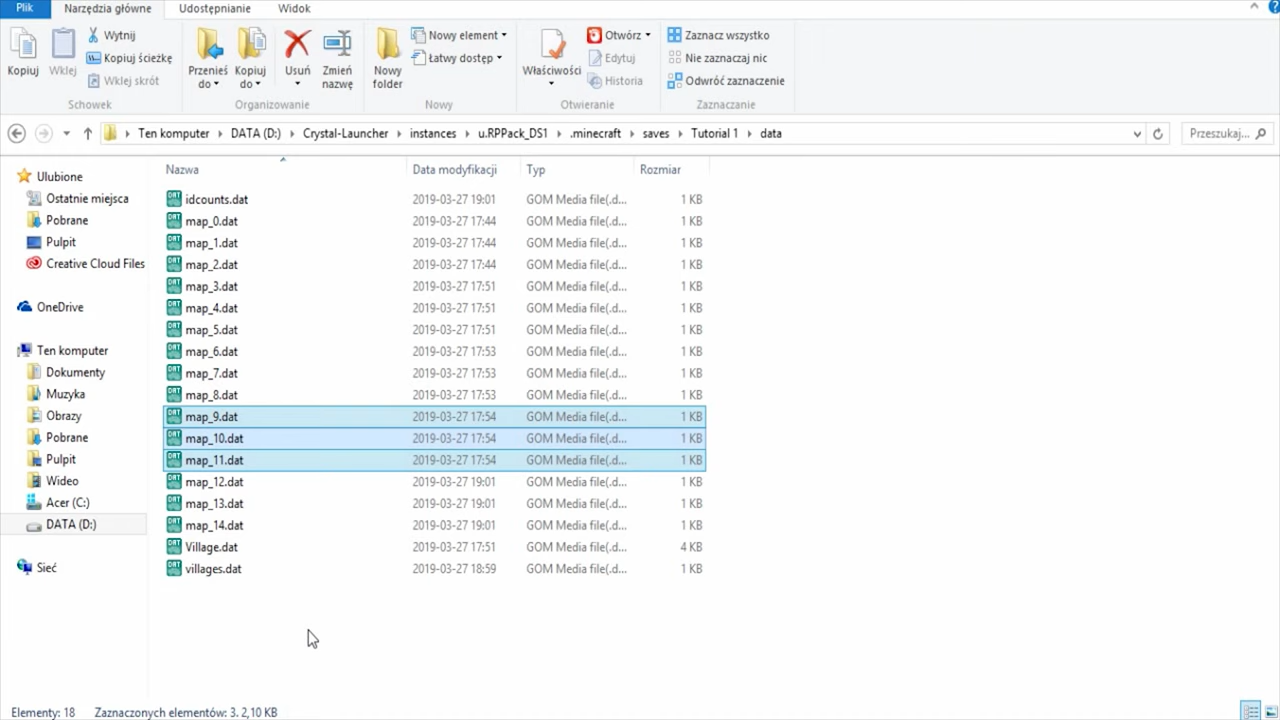 Plik Narzędzia główne Udostępnianie Widok
Kopiuj Wklej Wytnij Kopiuj ścieżkę Wklej skrót
Schowek
Przenieś do Kopiuj do Usuń Zmień nazwę
Organizowanie
Nowy folder Nowy element Łatwy dostęp
Nowy
Właściwości Otwórz Edytuj Historia
Otwieranie
Zaznacz wszystko Nie zaznaczaj nic Odwróć zaznaczenie
Zaznaczanie
Ten komputer DATA (D:) Crystal-Launcher instances u.RPPack_DS1 .minecraft saves Tutorial 1 data Przeszukaj...
Ulubione
Ostatnie miejsca
Pobrane
Pulpit
Creative Cloud Files
OneDrive
Ten komputer
Dokumenty
Muzyka
Obrazy
Pobrane
Pulpit
Wideo
Acer (C:)
DATA (D:)
Sieć
Nazwa Data modyfikacji Typ Rozmiar
idcounts.dat 2019-03-27 19:01 GOM Media file(.d... 1 KB
map_0.dat 2019-03-27 17:44 GOM Media file(.d... 1 KB
map_1.dat 2019-03-27 17:44 GOM Media file(.d... 1 KB
map_2.dat 2019-03-27 17:44 GOM Media file(.d... 1 KB
map_3.dat 2019-03-27 17:51 GOM Media file(.d... 1 KB
map_4.dat 2019-03-27 17:51 GOM Media file(.d... 1 KB
map_5.dat 2019-03-27 17:51 GOM Media file(.d... 1 KB
map_6.dat 2019-03-27 17:53 GOM Media file(.d... 1 KB
map_7.dat 2019-03-27 17:53 GOM Media file(.d... 1 KB
map_8.dat 2019-03-27 17:53 GOM Media file(.d... 1 KB
map_9.dat 2019-03-27 17:54 GOM Media file(.d... 1 KB
map_10.dat 2019-03-27 17:54 GOM Media file(.d... 1 KB
map_11.dat 2019-03-27 17:54 GOM Media file(.d... 1 KB
map_12.dat 2019-03-27 19:01 GOM Media file(.d... 1 KB
map_13.dat 2019-03-27 19:01 GOM Media file(.d... 1 KB
map_14.dat 2019-03-27 19:01 GOM Media file(.d... 1 KB
Village.dat 2019-03-27 17:51 GOM Media file(.d... 4 KB
villages.dat 2019-03-27 18:59 GOM Media file(.d... 1 KB
Elementy: 18 Zaznaczonych elementów: 3. 2,10 KB